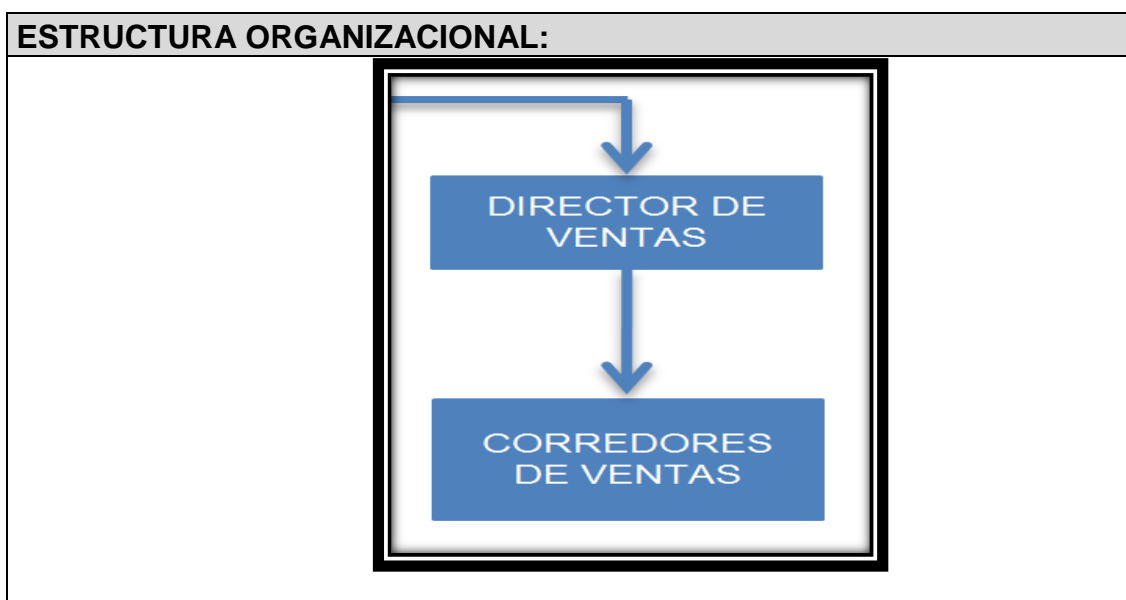 ESTRUCTURA ORGANIZACIONAL:
DIRECTOR DE
VENTAS
CORREDORES
DE VENTAS